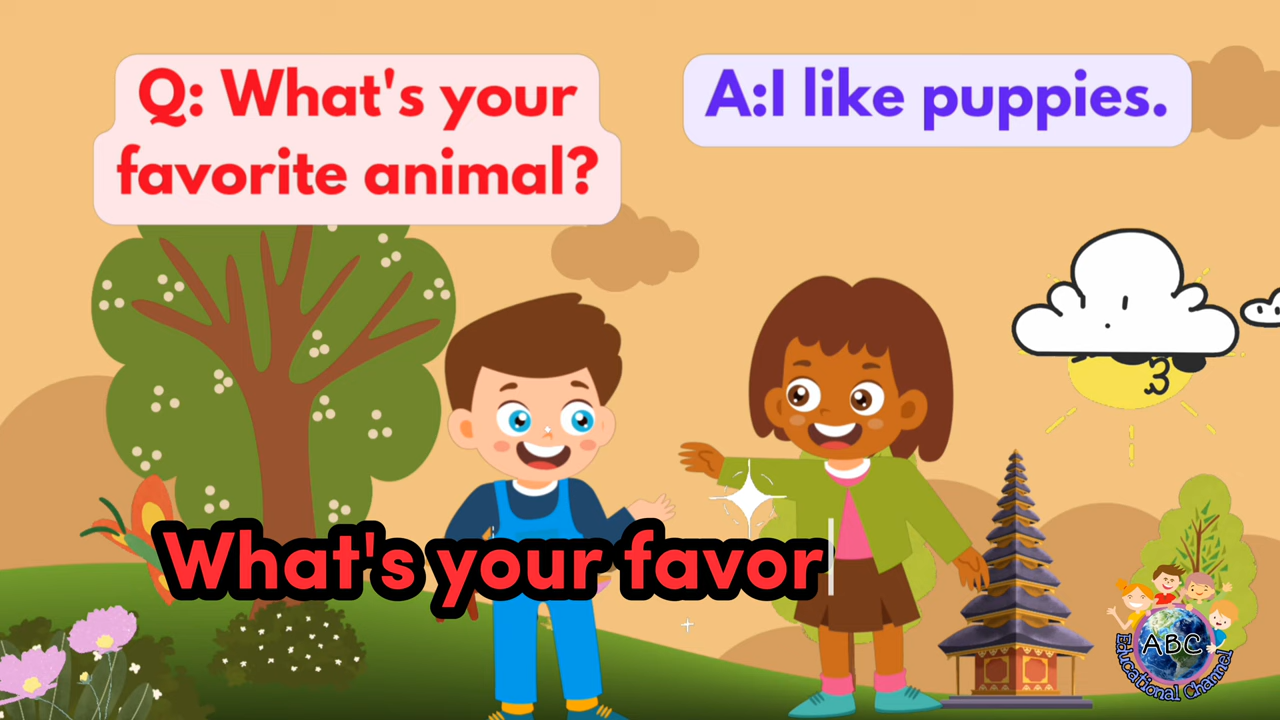 Q: What's your
favorite animal?
A:I like puppies.
What's your favor
ABC
Educational Channel